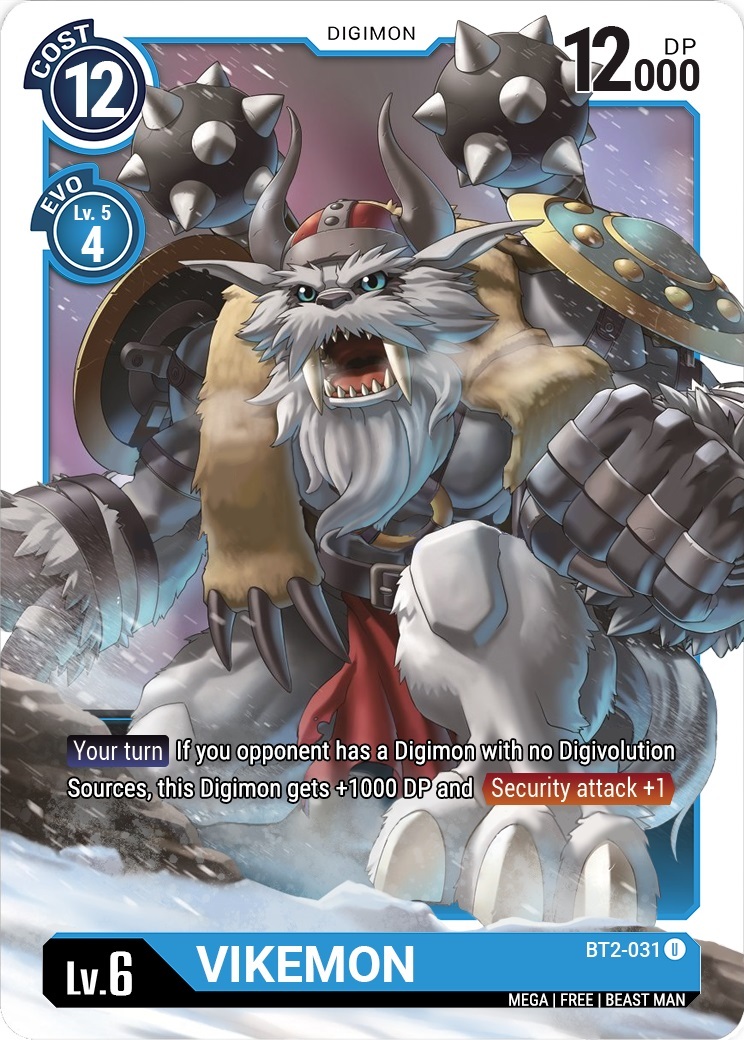 DIGIMON
COST
12
12000
DP
EVO
Lv. 5
4
Your turn If you opponent has a Digimon with no Digivolution
Sources, this Digimon gets +1000 DP and Security attack +1
Lv.6
VIKEMON
BT2-031 U
MEGA | FREE | BEAST MAN